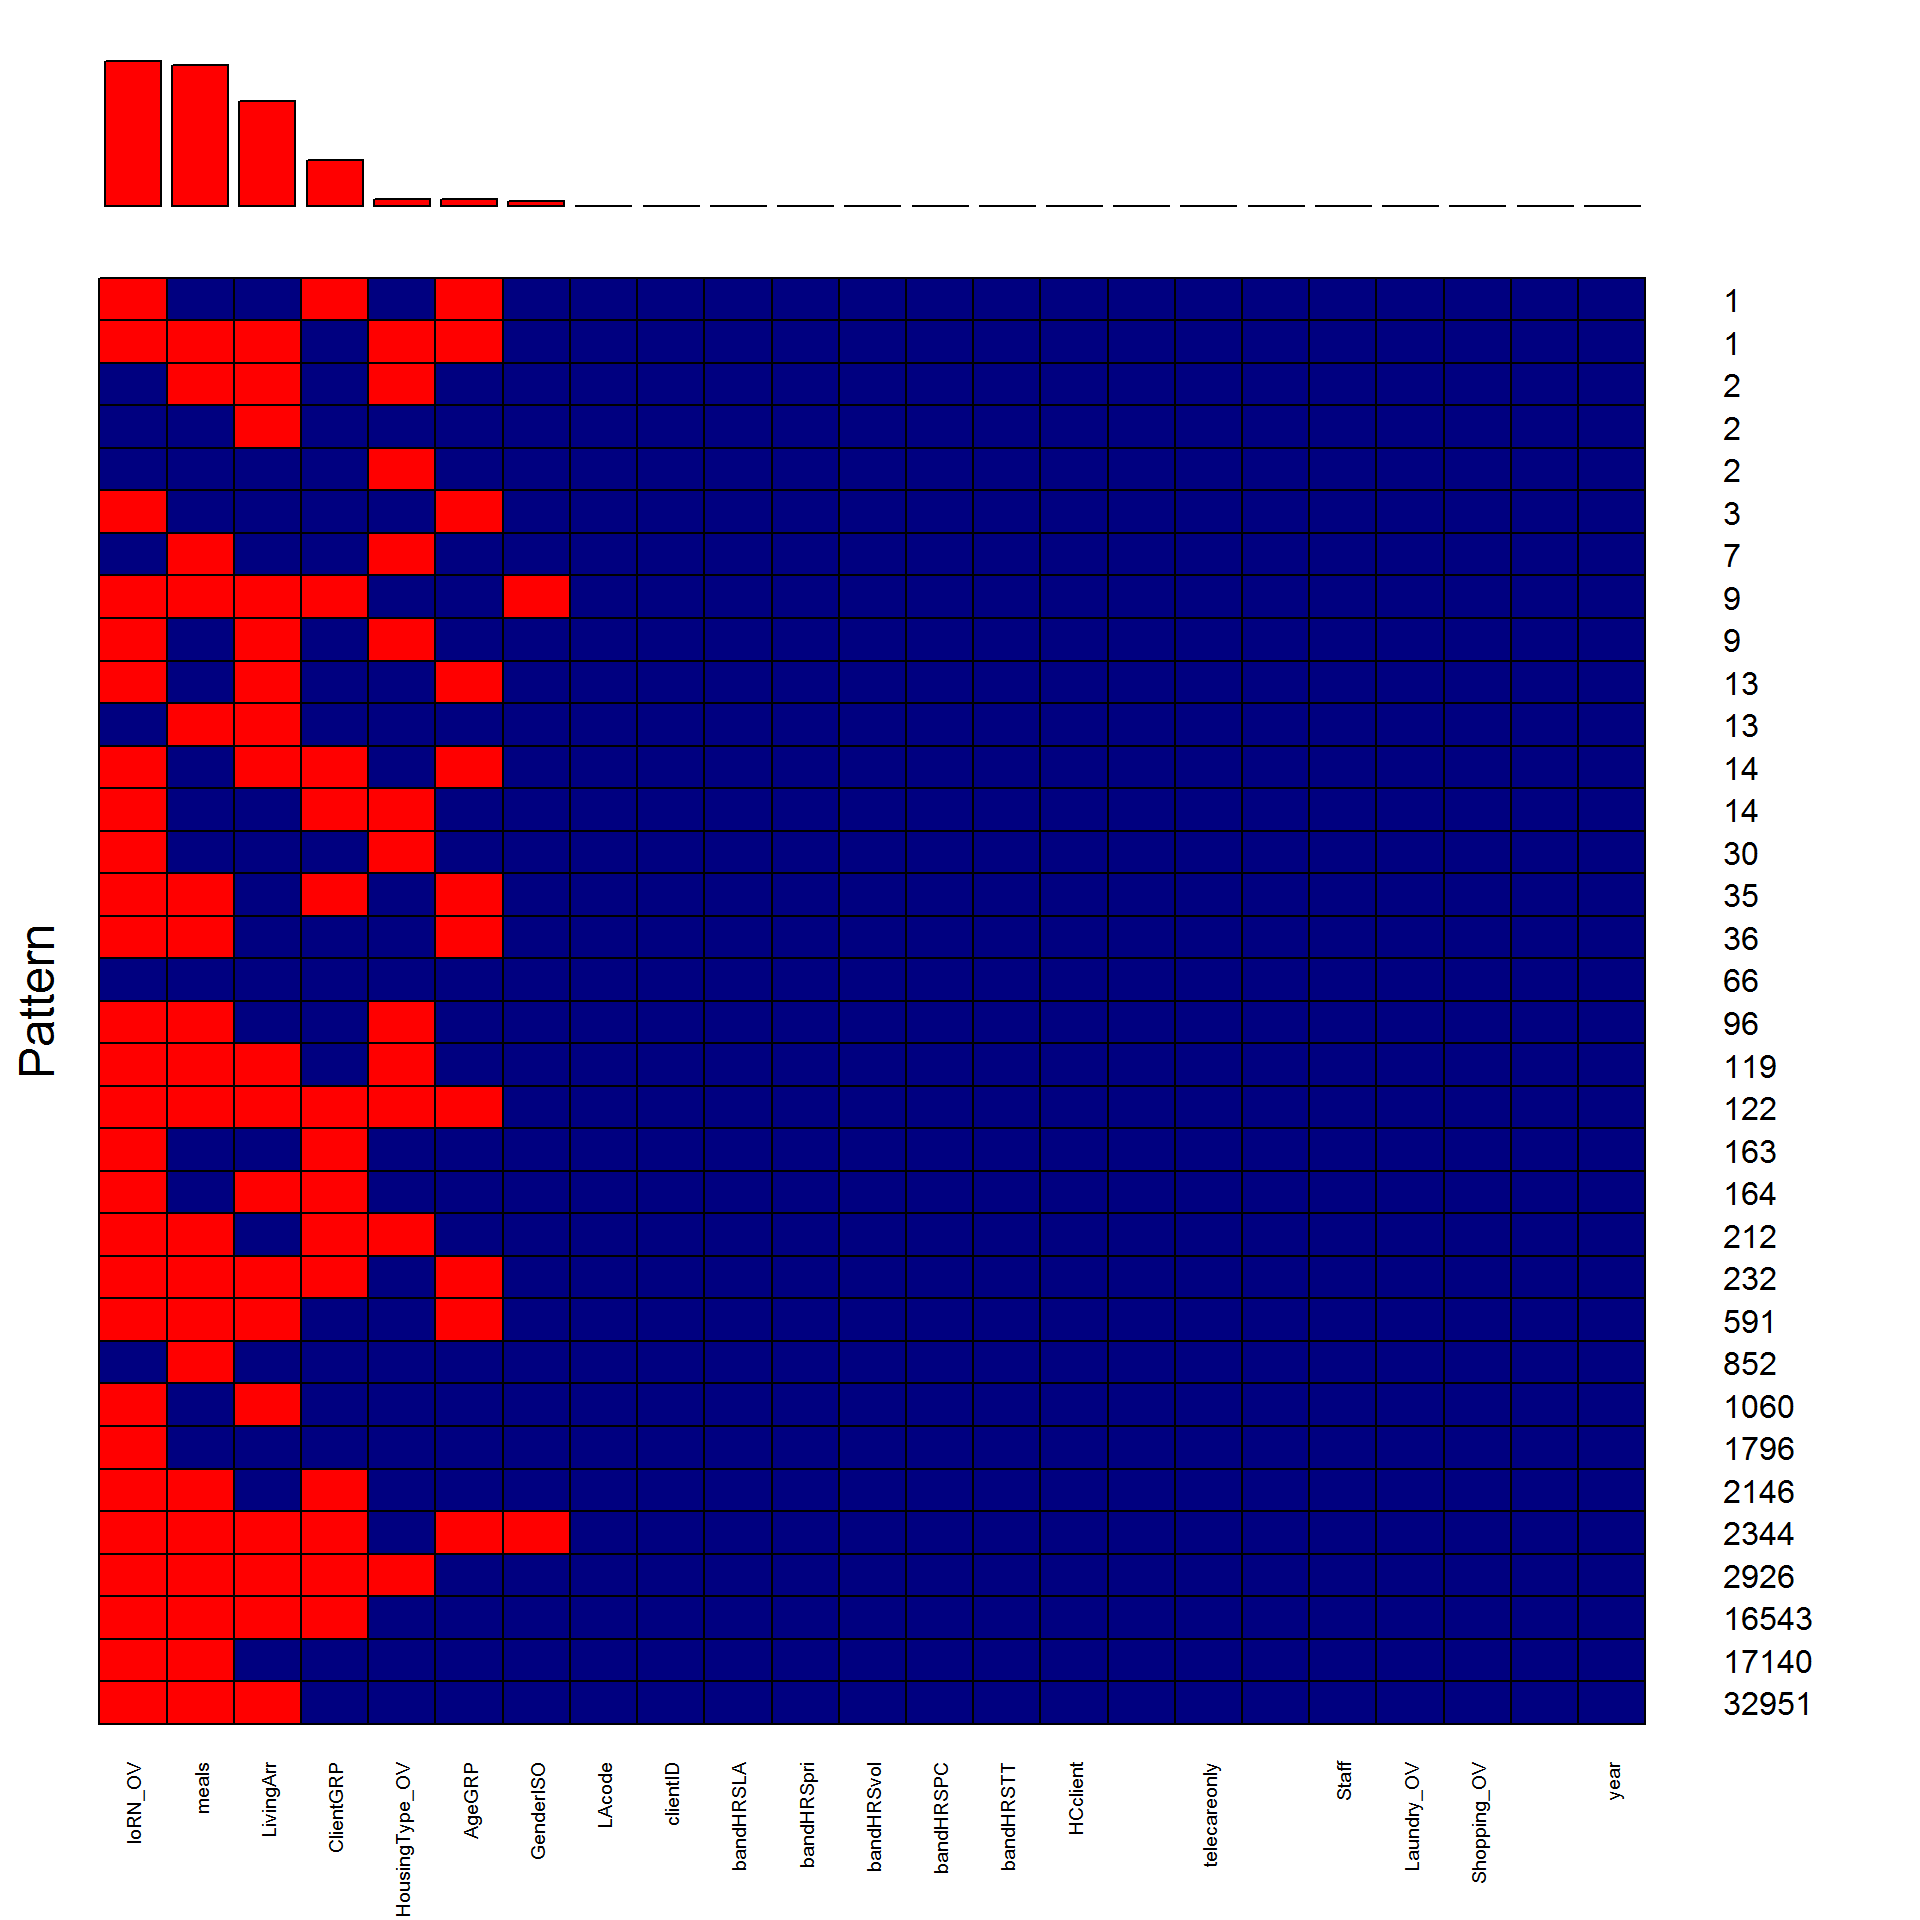 Pattern
1
1
2
2
2
3
7
9
9
13
13
14
14
30
35
36
66
96
119
122
163
164
212
232
591
852
1060
1796
2146
2344
2926
16543
17140
32951
IoRN_OV
meals
LivingArr
ClientGRP
HousingType_OV
AgeGRP
GenderISO
LAcode
clientID
bandHRSLA
bandHRSpri
bandHRSvol
bandHRSPC
bandHRSTT
HCclient
telecareonly
Staff
Laundry_OV
Shopping_OV
year